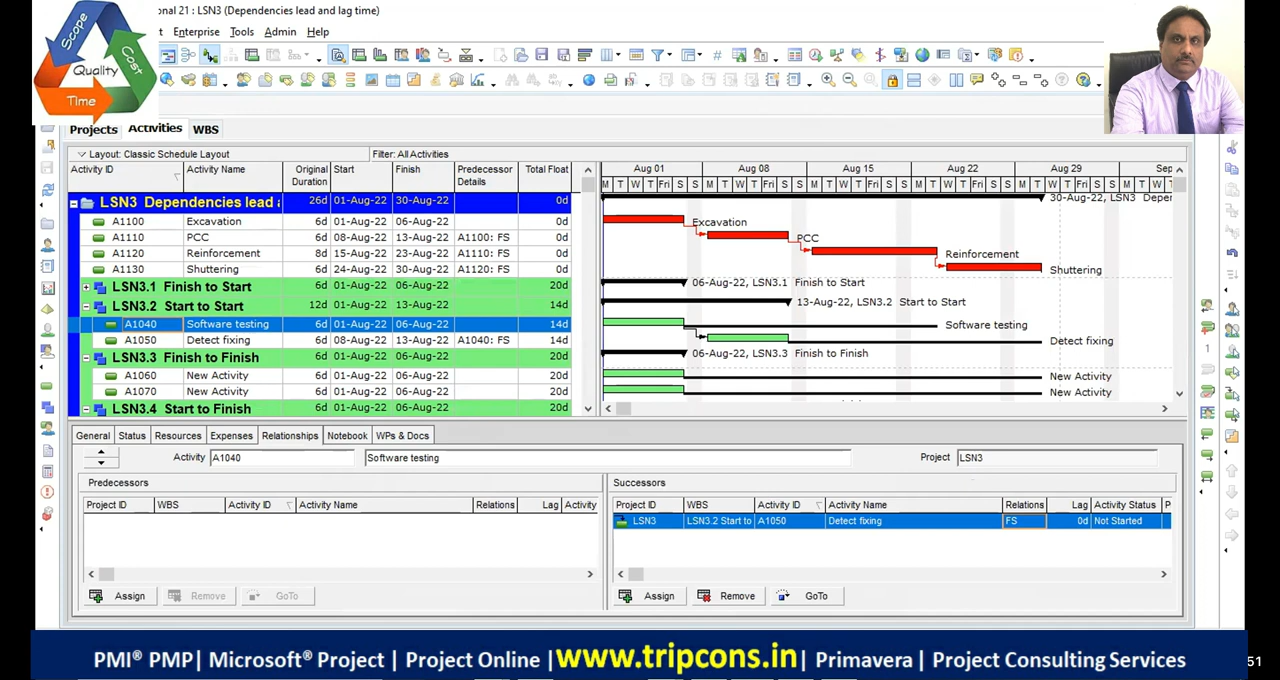 onal 21 : LSN3 (Dependencies lead and lag time)
Scope
Cost
Quality
Time
t Enterprise Tools Admin Help
Projects Activities WBS
Layout: Classic Schedule Layout Filter: All Activities
Activity ID Activity Name Original Duration Start Finish Predecessor Details Total Float
Aug 01 Aug 08 Aug 15 Aug 22 Aug 29 Sep
M T W T Fri S S M T W T Fri S S M T W T Fri S S M T W T Fri S S M T W T Fri S S M T W T
LSN3 Dependencies lead a 26d 01-Aug-22 30-Aug-22 0d 30-Aug-22, LSN3 Depen
A1100 Excavation 6d 01-Aug-22 06-Aug-22 0d Excavation
A1110 PCC 6d 08-Aug-22 13-Aug-22 A1100: FS 0d PCC
A1120 Reinforcement 8d 15-Aug-22 23-Aug-22 A1110: FS 0d Reinforcement
A1130 Shuttering 6d 24-Aug-22 30-Aug-22 A1120: FS 0d Shuttering
LSN3.1 Finish to Start 6d 01-Aug-22 06-Aug-22 20d 06-Aug-22, LSN3.1 Finish to Start
LSN3.2 Start to Start 12d 01-Aug-22 13-Aug-22 14d 13-Aug-22, LSN3.2 Start to Start
A1040 Software testing 6d 01-Aug-22 06-Aug-22 14d Software testing
A1050 Detect fixing 6d 08-Aug-22 13-Aug-22 A1040: FS 14d Detect fixing
LSN3.3 Finish to Finish 6d 01-Aug-22 06-Aug-22 20d 06-Aug-22, LSN3.3 Finish to Finish
A1060 New Activity 6d 01-Aug-22 06-Aug-22 20d New Activity
A1070 New Activity 6d 01-Aug-22 06-Aug-22 20d New Activity
LSN3.4 Start to Finish 6d 01-Aug-22 06-Aug-22 20d
General Status Resources Expenses Relationships Notebook WPs & Docs
Activity A1040 Software testing Project LSN3
Predecessors Successors
Project ID WBS Activity ID Activity Name Relations Lag Activity
Project ID WBS Activity ID Activity Name Relations Lag Activity Status P
LSN3 LSN3.2 Start to A1050 Detect fixing FS 0d Not Started
Assign Remove GoTo Assign Remove GoTo
PMI® PMP| Microsoft® Project | Project Online |www.tripcons.in| Primavera | Project Consulting Services
51